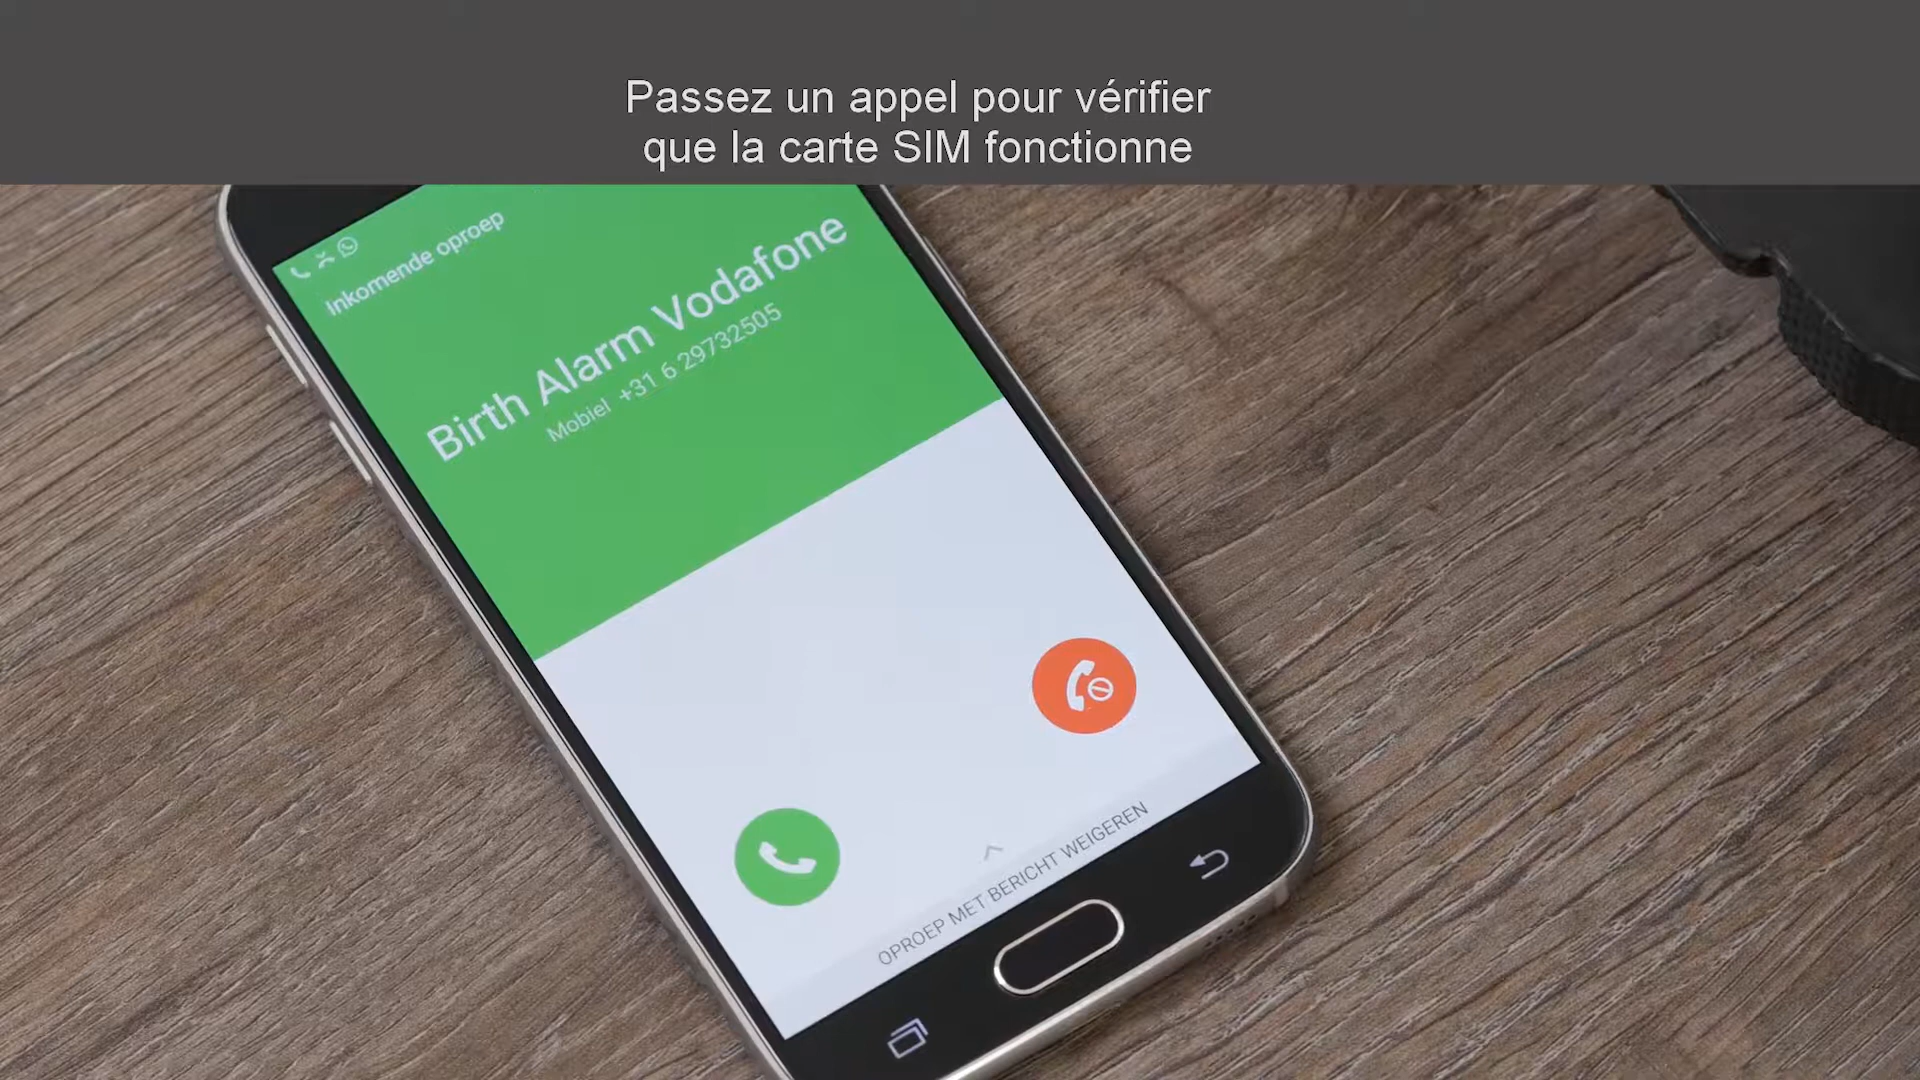 Passez un appel pour vérifier
que la carte SIM fonctionne
Inkomende oproep
Birth Alarm Vodafone
Mobiel +31 6 29732505
OPROEP MET BERICHT WEIGEREN